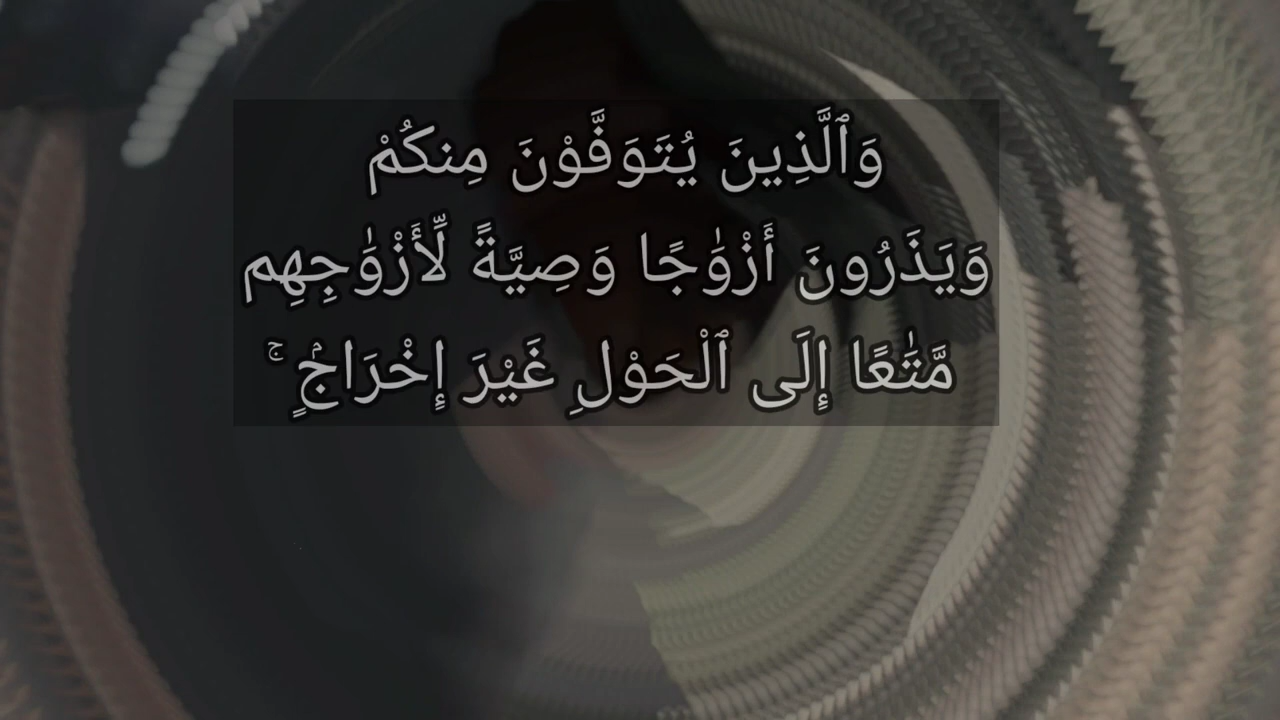 وَٱلَّذِينَ يُتَوَفَّوْنَ مِنكُمْ
وَيَذَرُونَ أَزْوَٰجًا وَصِيَّةً لِّأَزْوَٰجِهِم
مَّتَـٰعًا إِلَى ٱلْحَوْلِ غَيْرَ إِخْرَاجٍۢ ۚ